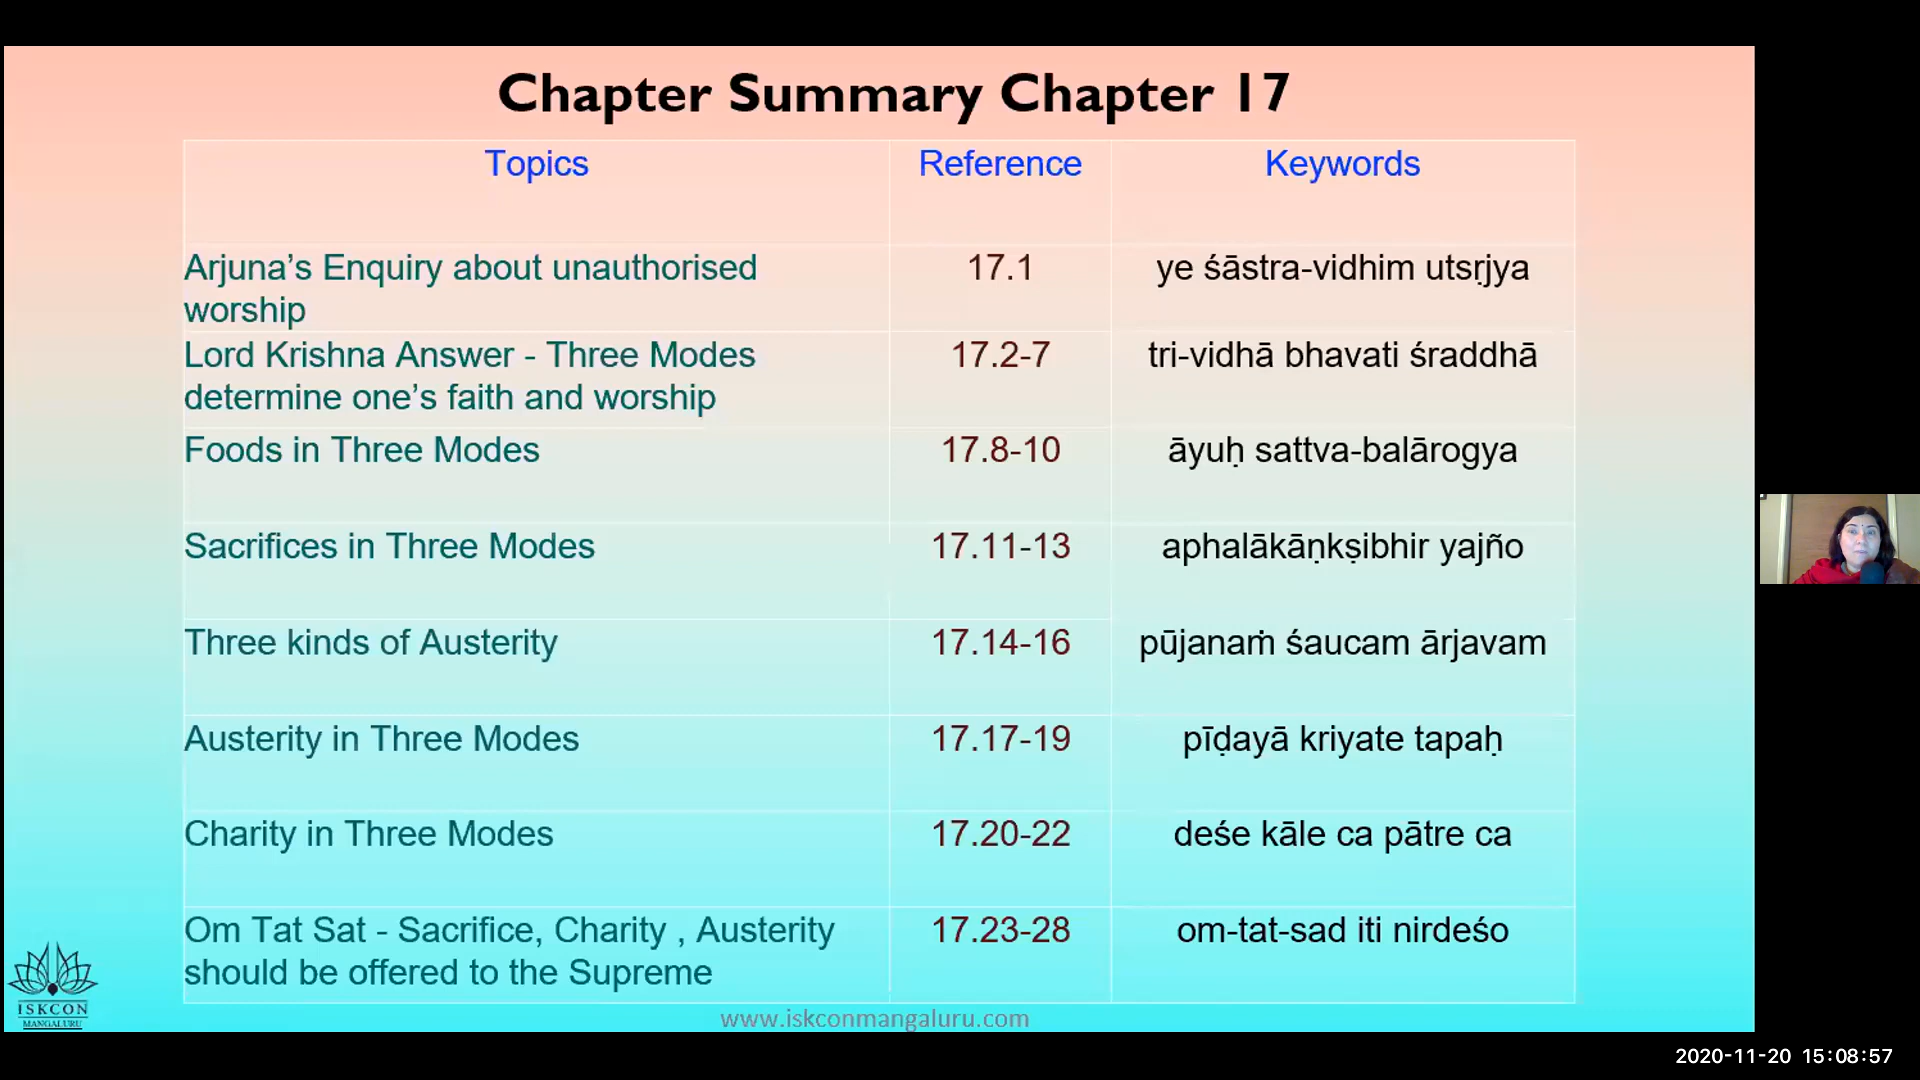 Chapter Summary Chapter 17
Topics Reference Keywords
Arjuna’s Enquiry about unauthorised 17.1 ye śāstra-vidhim utsṛjya
worship
Lord Krishna Answer - Three Modes 17.2-7 tri-vidhā bhavati śraddhā
determine one’s faith and worship
Foods in Three Modes 17.8-10 āyuḥ sattva-balārogya
Sacrifices in Three Modes 17.11-13 aphalākāṇkṣibhir yajño
Three kinds of Austerity 17.14-16 pūjanaṁ śaucam ārjavam
Austerity in Three Modes 17.17-19 pīḍayā kriyate tapaḥ
Charity in Three Modes 17.20-22 deśe kāle ca pātre ca
Om Tat Sat - Sacrifice, Charity , Austerity 17.23-28 om-tat-sad iti nirdeśo
should be offered to the Supreme
ISKCON
MANGALURU
www.iskconmangaluru.com
2020-11-20 15:08:57